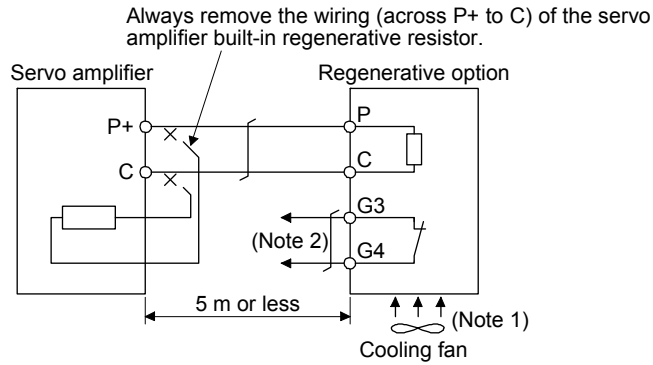 Always remove the wiring (across P+ to C) of the servo
amplifier built-in regenerative resistor.
Servo amplifier
Regenerative option
P+
P
C
C
G3
(Note 2)
G4
5 m or less
(Note 1)
Cooling fan